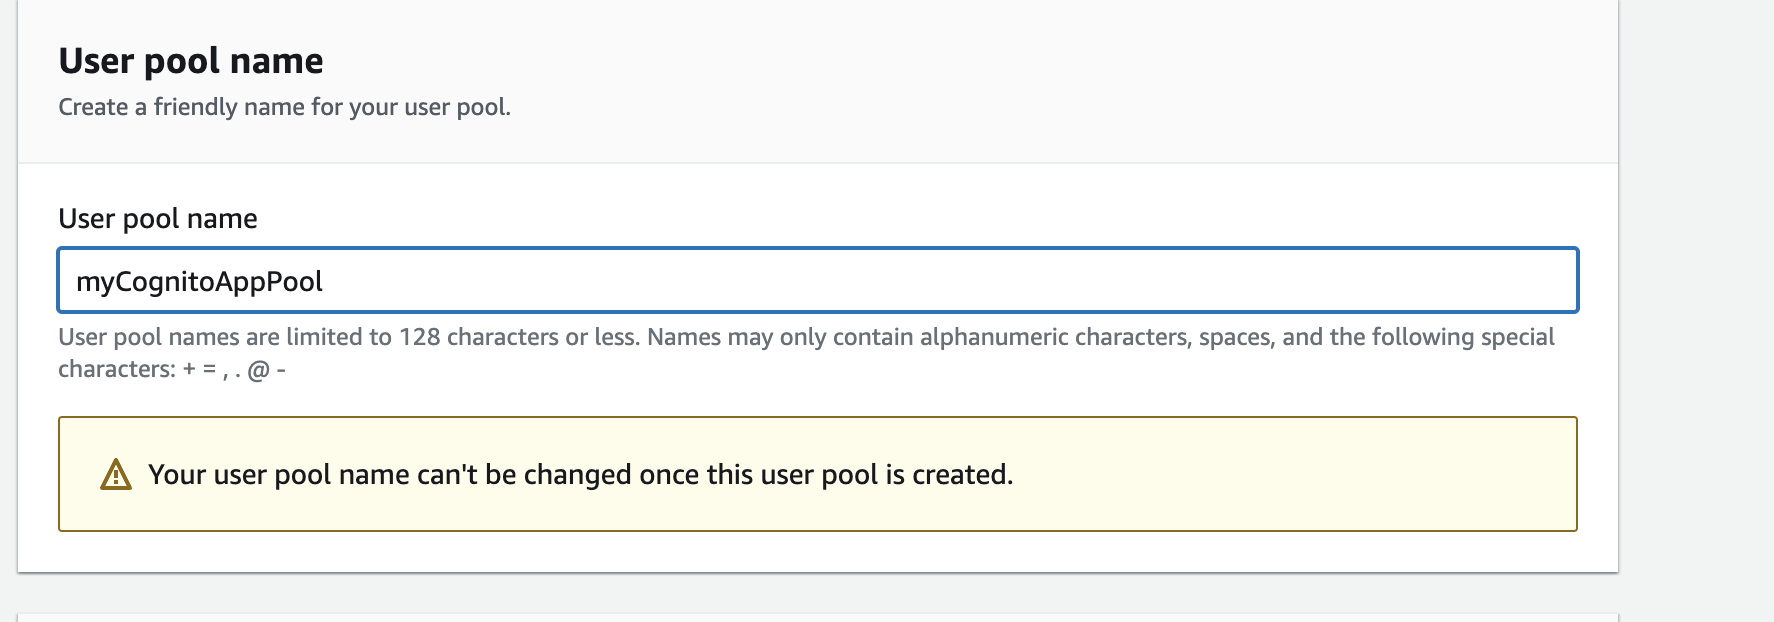 User pool name
Create a friendly name for your user pool.
User pool name
myCognitoAppPool
User pool names are limited to 128 characters or less. Names may only contain alphanumeric characters, spaces, and the following special
characters: + = , . @ -
Your user pool name can't be changed once this user pool is created.